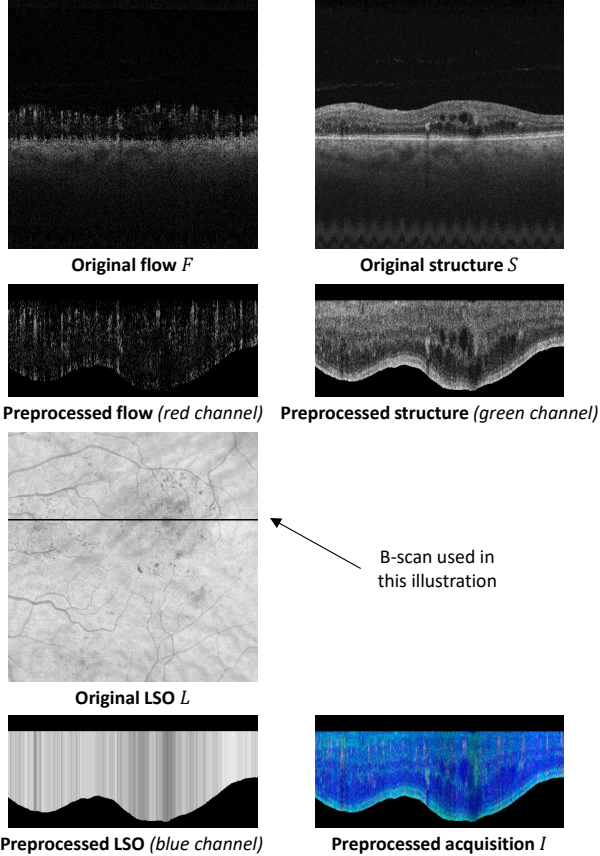 Original flow F
Original structure S
Preprocessed flow (red channel)
Preprocessed structure (green channel)
B-scan used in
this illustration
Original LSO L
Preprocessed LSO (blue channel)
Preprocessed acquisition I